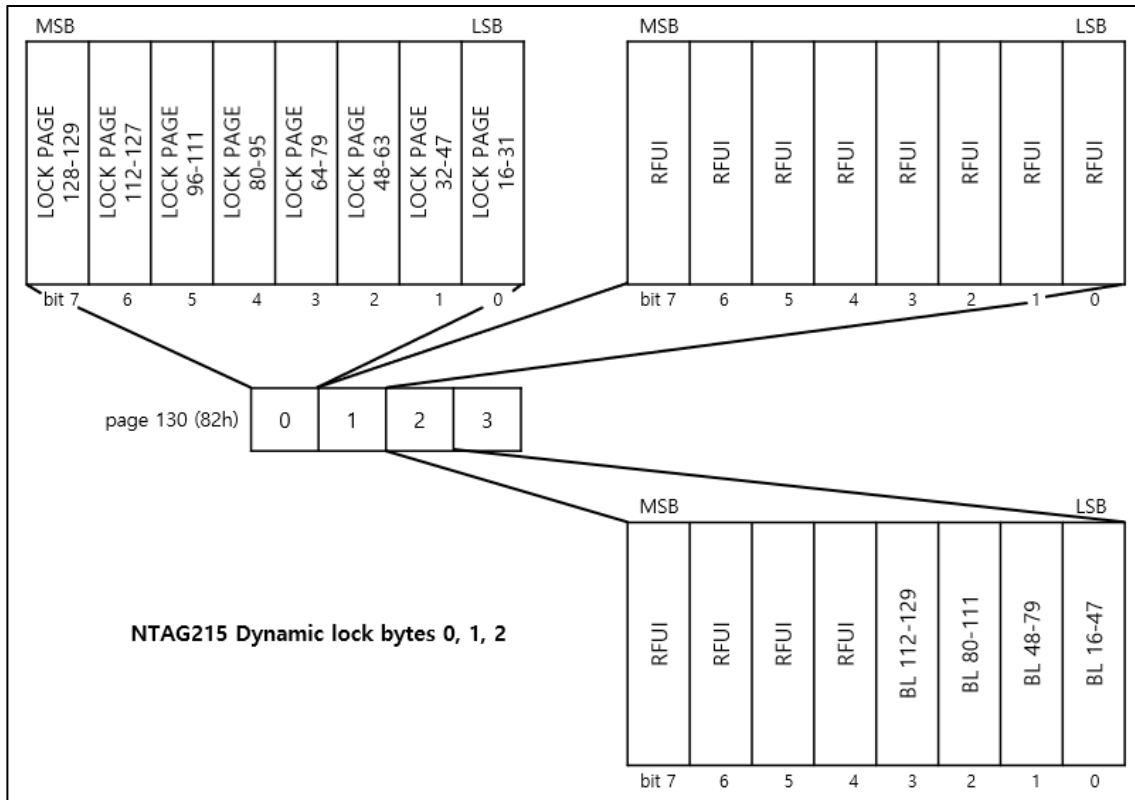 MSB LSB
LOCK PAGE 128-129
LOCK PAGE 112-127
LOCK PAGE 96-111
LOCK PAGE 80-95
LOCK PAGE 64-79
LOCK PAGE 48-63
LOCK PAGE 32-47
LOCK PAGE 16-31
bit 7 6 5 4 3 2 1 0
MSB LSB
RFUI
RFUI
RFUI
RFUI
RFUI
RFUI
RFUI
RFUI
bit 7 6 5 4 3 2 1 0
page 130 (82h) 0 1 2 3
MSB LSB
RFUI
RFUI
RFUI
RFUI
BL 112-129
BL 80-111
BL 48-79
BL 16-47
bit 7 6 5 4 3 2 1 0
NTAG215 Dynamic lock bytes 0, 1, 2